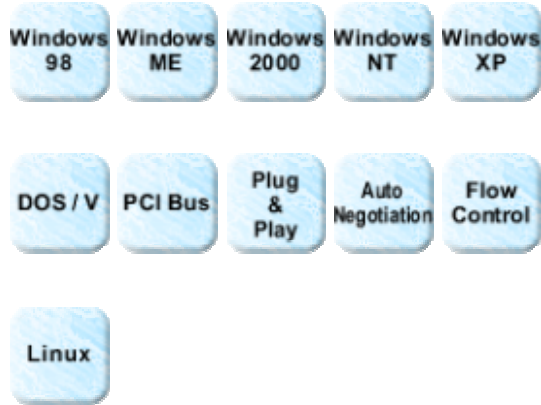 Windows 98
Windows ME
Windows 2000
Windows NT
Windows XP
DOS / V
PCI Bus
Plug & Play
Auto Negotiation
Flow Control
Linux